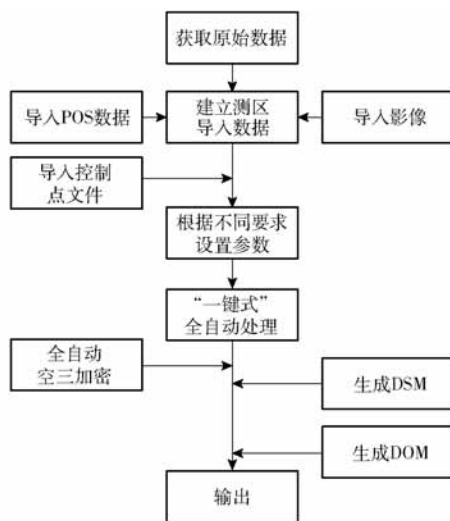 获取原始数据
导入POS数据
建立测区
导入数据
导入影像
导入控制
点文件
根据不同要求
设置参数
“一键式”
全自动处理
全自动
空三加密
生成DSM
生成DOM
输出